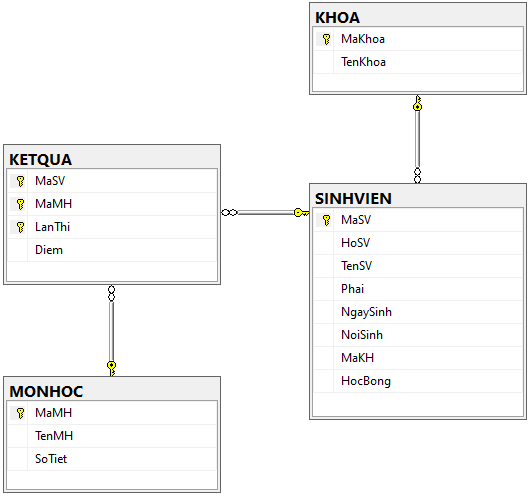 KHOA
MaKhoa
TenKhoa
KETQUA
MaSV
MaMH
LanThi
Diem
SINHVIEN
MaSV
HoSV
TenSV
Phai
NgaySinh
NoiSinh
MaKH
HocBong
MONHOC
MaMH
TenMH
SoTiet